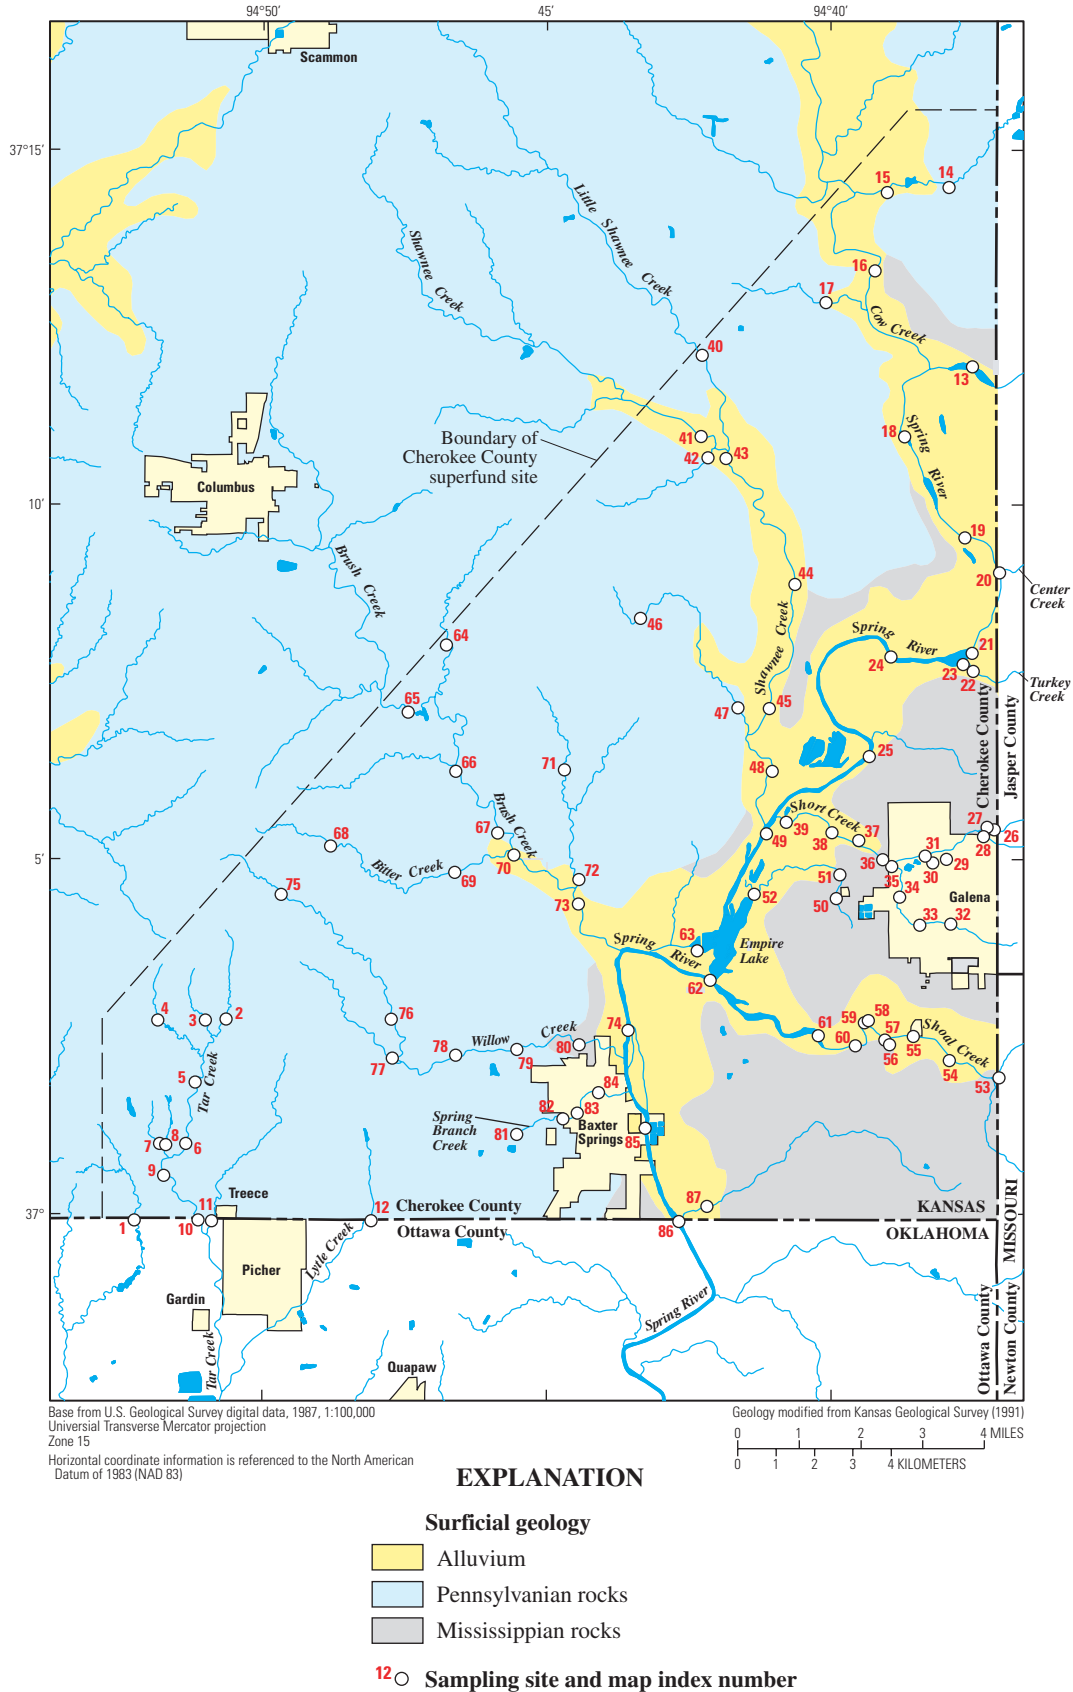 94°50'
45'
94°40'
Scammon
37°15'
15
14
Little Shawnee Creek
Shawnee Creek
16
17
Cow Creek
40
13
Boundary of
Cherokee County
superfund site
41
42
43
18
Spring River
Columbus
10'
19
20
Center
Creek
Brush Creek
44
46
64
Shawnee Creek
Spring River
21
24
23
22
Turkey
Creek
65
47
45
Cherokee County
Jasper County
66
71
48
25
Brush Creek
67
Short Creek
39
38
37
27
26
28
68
49
31
5'
Bitter Creek
70
69
72
36
35
30
29
51
34
Galena
75
73
52
50
33
32
63
Spring River
Empire
Lake
62
4
3
2
76
74
61
59
58
57
60
56
55
Shoal Creek
54
53
Willow Creek
78
79
80
77
Tar Creek
5
84
Spring
Branch
Creek
82
83
81
Baxter
Springs
85
7
8
6
9
Treece
87
37°
1
10
11
12
Cherokee County
Ottawa County
86
KANSAS
OKLAHOMA
MISSOURI
Lytle Creek
Picher
Gardin
Spring River
Ottawa County
Newton County
Tar Creek
Quapaw
Base from U.S. Geological Survey digital data, 1987, 1:100,000
Universial Transverse Mercator projection
Zone 15
Horizontal coordinate information is referenced to the North American
Datum of 1983 (NAD 83)
Geology modified from Kansas Geological Survey (1991)
0 1 2 3 4 MILES
0 1 2 3 4 KILOMETERS
EXPLANATION
Surficial geology
Alluvium
Pennsylvanian rocks
Mississippian rocks
12 Sampling site and map index number